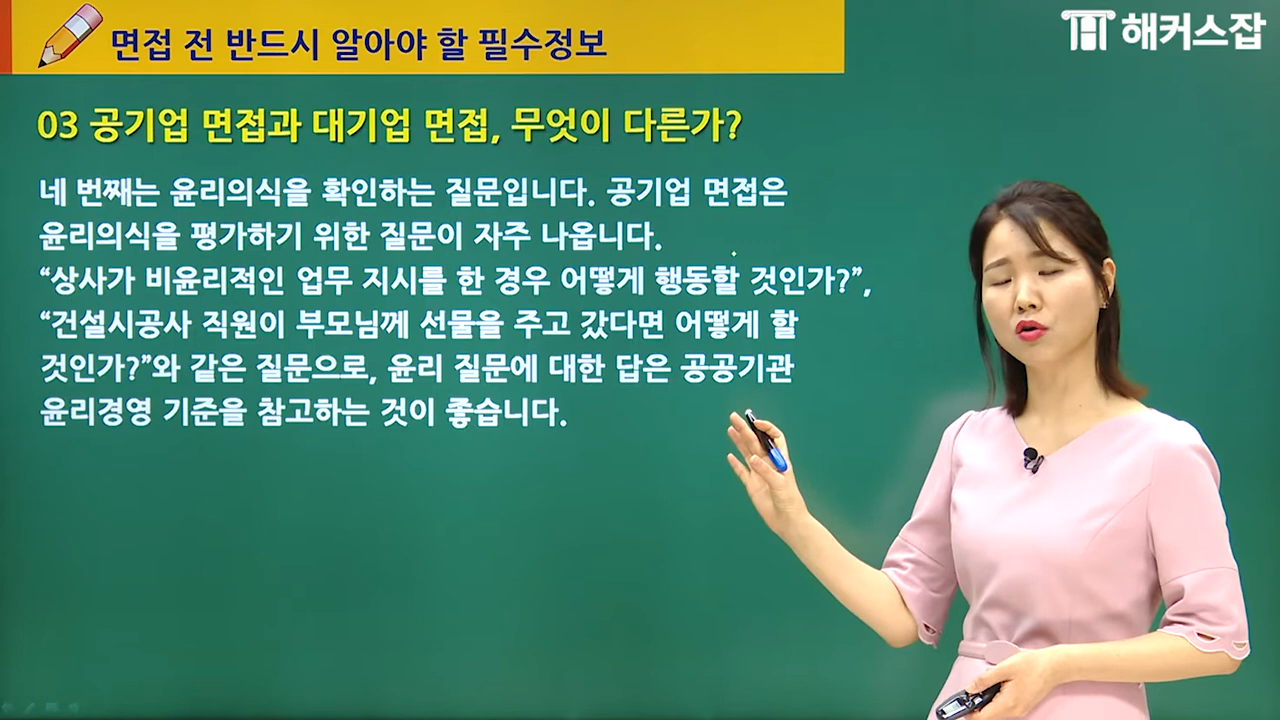 면접 전 반드시 알아야 할 필수정보
해커스잡
03 공기업 면접과 대기업 면접, 무엇이 다른가?
네 번째는 윤리의식을 확인하는 질문입니다. 공기업 면접은
윤리의식을 평가하기 위한 질문이 자주 나옵니다.
“상사가 비윤리적인 업무 지시를 한 경우 어떻게 행동할 것인가?”,
“건설시공사 직원이 부모님께 선물을 주고 갔다면 어떻게 할
것인가?”와 같은 질문으로, 윤리 질문에 대한 답은 공공기관
윤리경영 기준을 참고하는 것이 좋습니다.